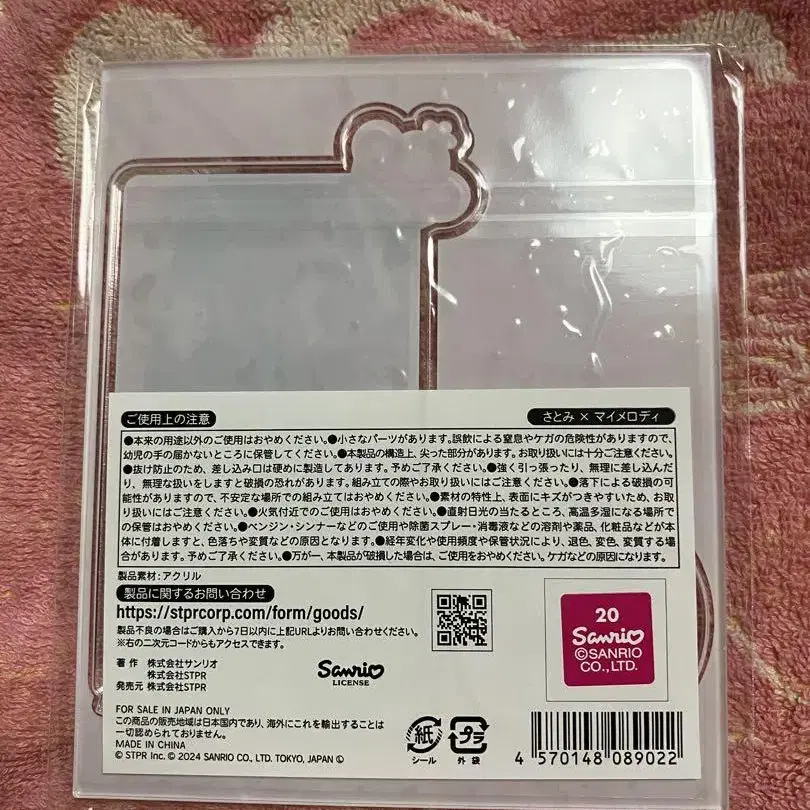 ご使用上の注意
さとみ × マイメロディ
●本来の用途以外のご使用はおやめください。●小さなパーツがあります。誤飲による窒息やケガの危険性がありますので、
幼児の手の届かないところに保管してください。●本製品の構造上、尖った部分があります。お取り扱いには十分ご注意ください。
●抜け防止のため、差し込み口は硬めに製造してあります。予めご了承ください。●強く引っ張ったり、無理に差し込んだ
り、無理な扱いをしますと破損の恐れがあります。組み立ての際やお取り扱いにはご注意ください。●落下による破損の可
能性がありますので、不安定な場所での組み立てはおやめください。●素材の特性上、表面にキズがつきやすいため、お取
り扱いにはご注意ください。●火気付近でのご使用はおやめください。●直射日光の当たるところ、高温多湿になる場所で
の保管はおやめください。●ベンジン・シンナーなどのご使用や除菌スプレー・消毒液などの溶剤や薬品、化粧品などが本
体に付着しますと、色落ちや変質などの原因となります。●経年変化や使用頻度や保管状況により、退色、変色、変質する場
合があります。予めご了承ください。●万が一、本製品が破損した場合は、ご使用をおやめください。ケガなどの原因になります。
製品素材：アクリル
製品に関するお問い合わせ
https://stprcorp.com/form/goods/
製品不良の場合はご購入から7日以内に上記URLよりお問い合わせください。
※右の二次元コードからもアクセスできます。
著作 株式会社サンリオ
株式会社STPR
発売元 株式会社STPR
Sanrio
LICENSE
20
Sanrio
©SANRIO
CO.,LTD.
FOR SALE IN JAPAN ONLY
この商品の販売地域は日本国内であり、海外にこれを輸出することは
一切認められておりません。
MADE IN CHINA
© STPR Inc. © 2024 SANRIO CO., LTD. TOKYO, JAPAN Ⓛ
紙
シール
プラ
外袋
4 570148 089022